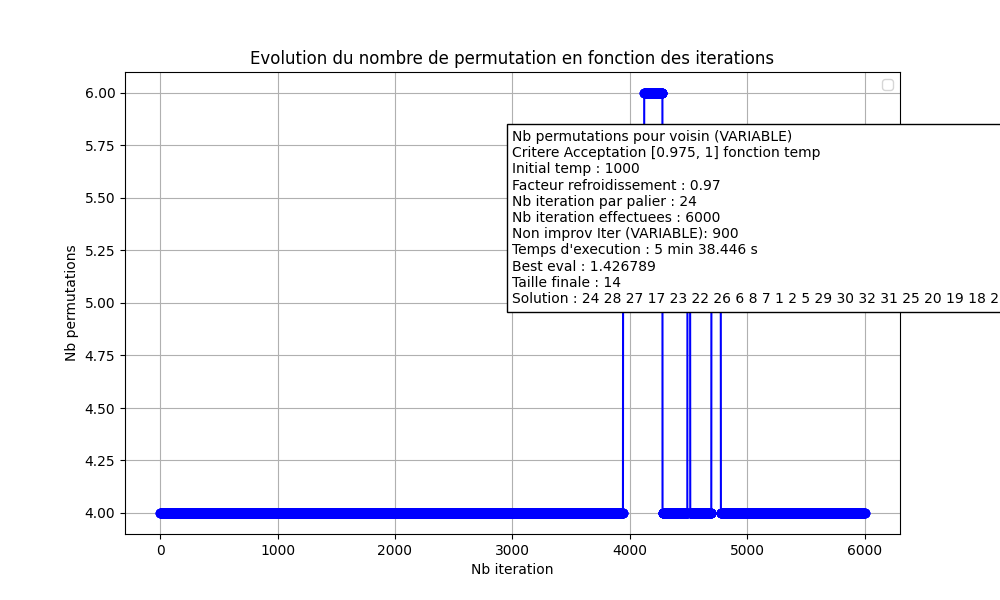 Evolution du nombre de permutation en fonction des iterations
6.00
5.75
5.50
5.25
5.00
4.75
4.50
4.25
4.00
Nb permutations
Nb permutations pour voisin (VARIABLE)
Critere Acceptation [0.975, 1] fonction temp
Initial temp : 1000
Facteur refroidissement : 0.97
Nb iteration par palier : 24
Nb iteration effectuees : 6000
Non improv Iter (VARIABLE): 900
Temps d'execution : 5 min 38.446 s
Best eval : 1.426789
Taille finale : 14
Solution : 24 28 27 17 23 22 26 6 8 7 1 2 5 29 30 32 31 25 20 19 18 2
0 1000 2000 3000 4000 5000 6000
Nb iteration